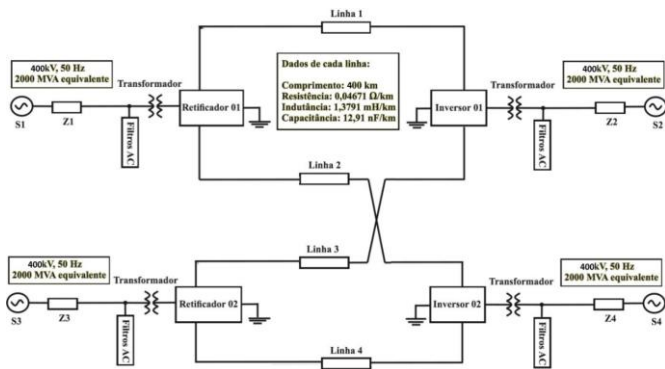 Linha 1
400kV, 50 Hz
2000 MVA equivalente
Transformador
S1
Z1
Filtros AC
Retificador 01
Dados de cada linha:
Comprimento: 400 km
Resistência: 0,04671 Ω/km
Indutância: 1,3791 mH/km
Capacitância: 12,91 nF/km
Inversor 01
Transformador
400kV, 50 Hz
2000 MVA equivalente
Filtros AC
Z2
S2
Linha 2
Linha 3
400kV, 50 Hz
2000 MVA equivalente
Transformador
S3
Z3
Filtros AC
Retificador 02
Inversor 02
Transformador
400kV, 50 Hz
2000 MVA equivalente
Filtros AC
Z4
S4
Linha 4